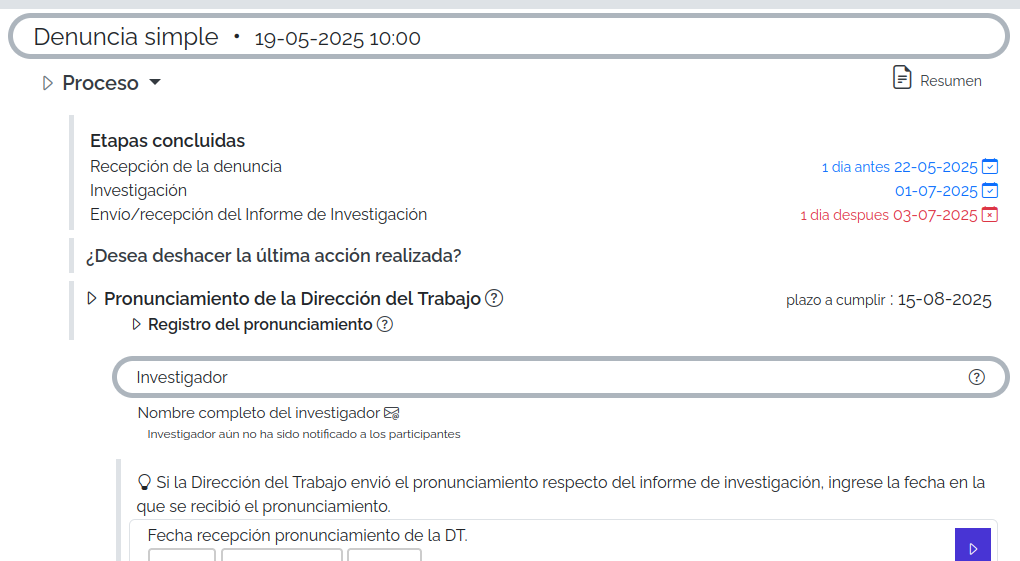 Denuncia simple • 19-05-2025 10:00
Proceso
Resumen
Etapas concluidas
Recepción de la denuncia 1 dia antes 22-05-2025
Investigación 01-07-2025
Envío/recepción del Informe de Investigación 1 dia despues 03-07-2025
¿Desea deshacer la última acción realizada?
Pronunciamiento de la Dirección del Trabajo ? plazo a cumplir : 15-08-2025
Registro del pronunciamiento ?
Investigador ?
Nombre completo del investigador
Investigador aún no ha sido notificado a los participantes
Si la Dirección del Trabajo envió el pronunciamiento respecto del informe de investigación, ingrese la fecha en la
que se recibió el pronunciamiento.
Fecha recepción pronunciamiento de la DT.